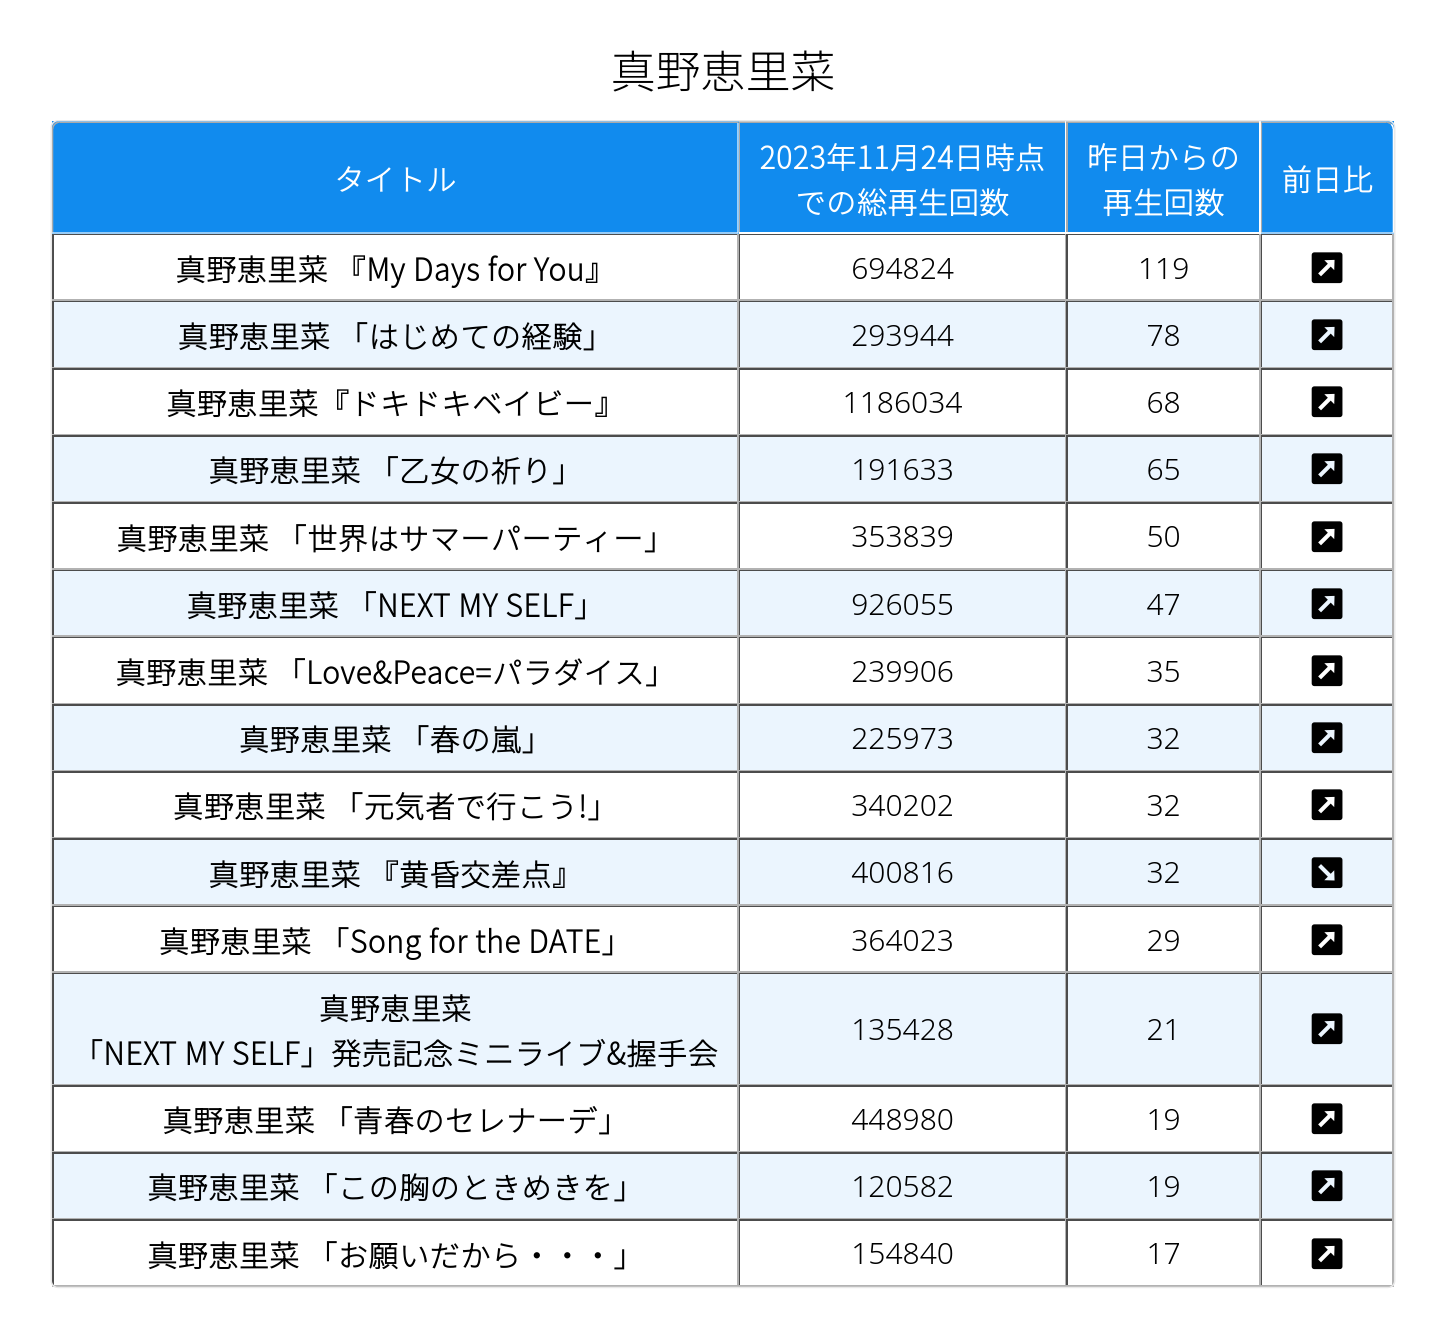 真野恵里菜
タイトル
2023年11月24日時点
での総再生回数
昨日からの
再生回数
前日比
真野恵里菜 『My Days for You』 694824 119
真野恵里菜 「はじめての経験」 293944 78
真野恵里菜『ドキドキベイビー』 1186034 68
真野恵里菜 「乙女の祈り」 191633 65
真野恵里菜 「世界はサマーパーティー」 353839 50
真野恵里菜 「NEXT MY SELF」 926055 47
真野恵里菜 「Love&Peace=パラダイス」 239906 35
真野恵里菜 「春の嵐」 225973 32
真野恵里菜 「元気者で行こう!」 340202 32
真野恵里菜 『黄昏交差点』 400816 32
真野恵里菜 「Song for the DATE」 364023 29
真野恵里菜
「NEXT MY SELF」発売記念ミニライブ&握手会 135428 21
真野恵里菜 「青春のセレナーデ」 448980 19
真野恵里菜 「この胸のときめきを」 120582 19
真野恵里菜 「お願いだから・・・」 154840 17